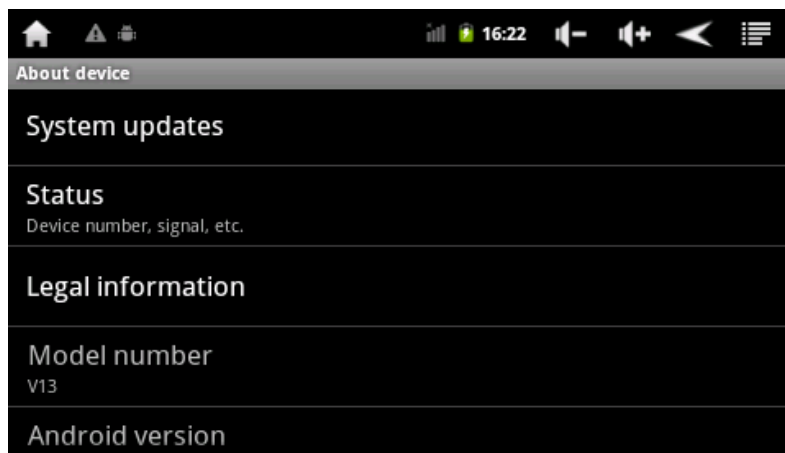 16:22
About device
System updates
Status
Device number, signal, etc.
Legal information
Model number
V13
Android version